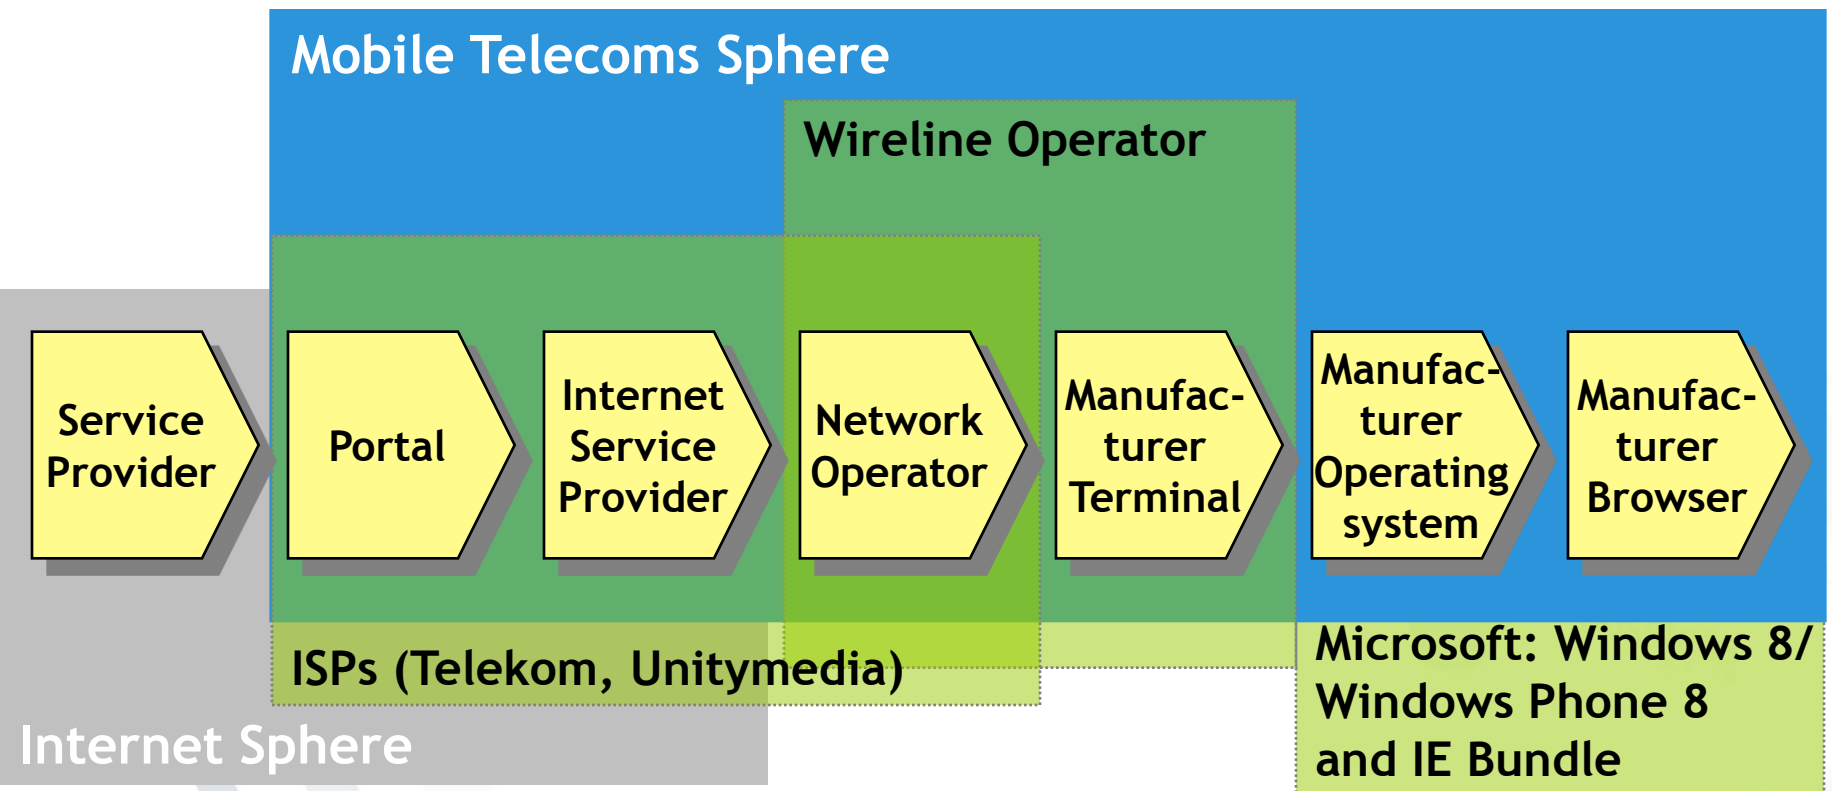 Mobile Telecoms Sphere
Wireline Operator
Service
Provider
Portal
Internet
Service
Provider
Network
Operator
Manufac-
turer
Terminal
Manufac-
turer
Operating
system
Manufac-
turer
Browser
ISPs (Telekom, Unitymedia)
Microsoft: Windows 8/
Windows Phone 8
and IE Bundle
Internet Sphere